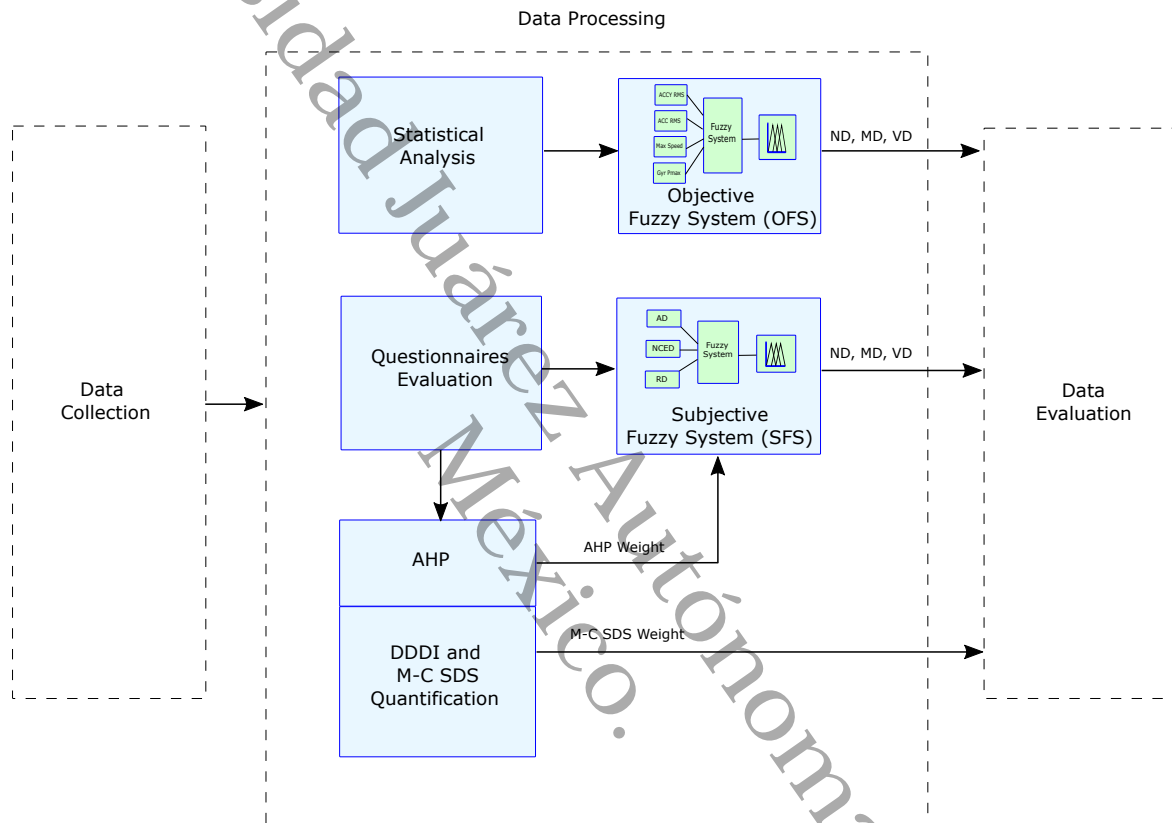 Data Processing
Statistical
Analysis
ACCY RMS
ACC RMS
Max Speed
Gyr Pmax
Fuzzy
System
Objective
Fuzzy System (OFS)
ND, MD, VD
Data
Collection
Questionnaires
Evaluation
AD
NCED
RD
Fuzzy
System
Subjective
Fuzzy System (SFS)
ND, MD, VD
Data
Evaluation
AHP
AHP Weight
DDDI and
M-C SDS
Quantification
M-C SDS Weight
sidad Juárez Autónoma
México.